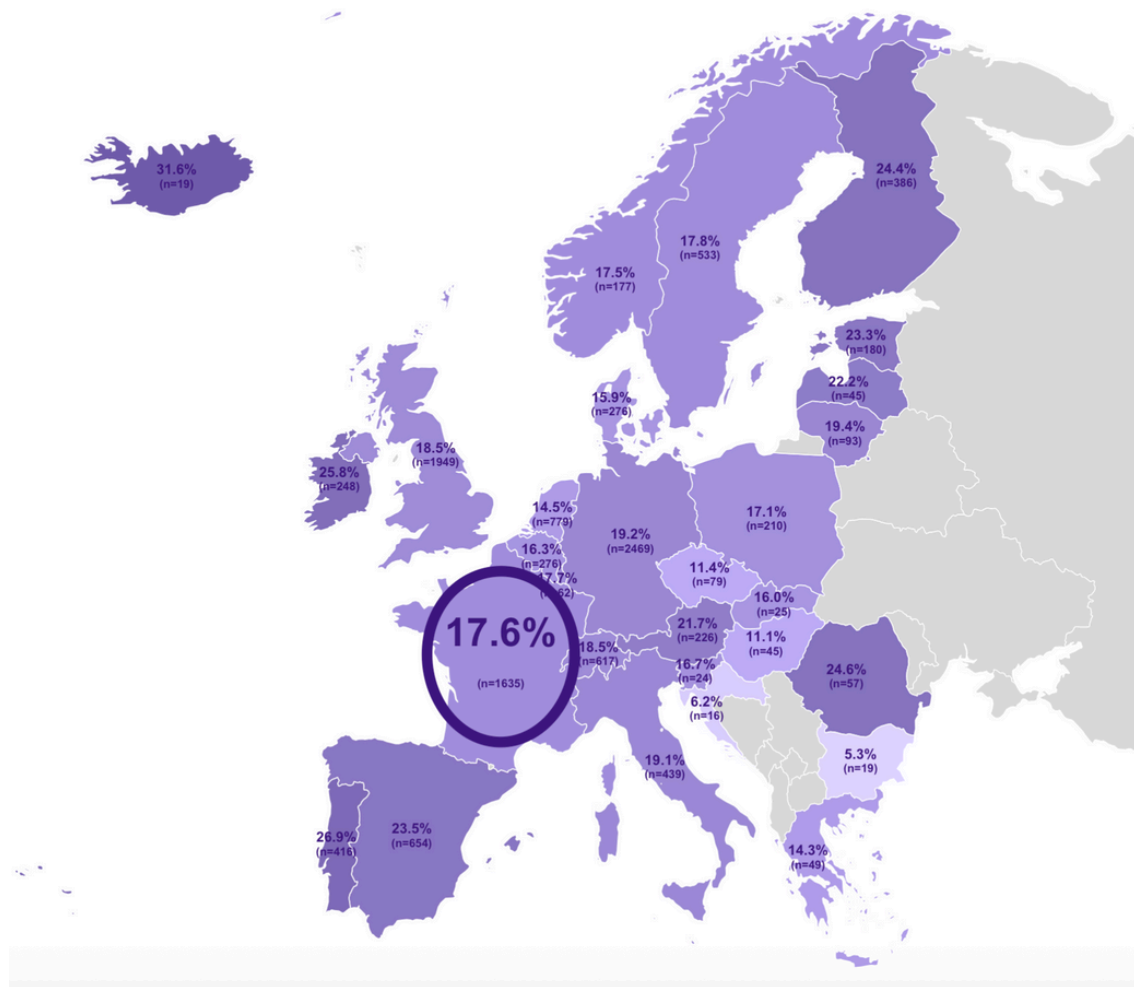 31.6%
(n=19)
24.4%
(n=386)
17.8%
(n=533)
17.5%
(n=177)
23.3%
(n=180)
22.2%
(n=45)
15.9%
(n=276)
19.4%
(n=93)
18.5%
(n=1949)
25.8%
(n=248)
14.5%
(n=779)
17.1%
(n=210)
19.2%
(n=2469)
16.3%
(n=276)
11.4%
(n=79)
17.7%
16.0%
(n=25)
21.7%
(n=226)
17.6%
(n=1635)
11.1%
(n=45)
18.5%
(n=617)
16.7%
(n=24)
24.6%
(n=57)
6.2%
(n=16)
5.3%
(n=19)
19.1%
(n=439)
23.5%
(n=654)
26.9%
(n=416)
14.3%
(n=49)